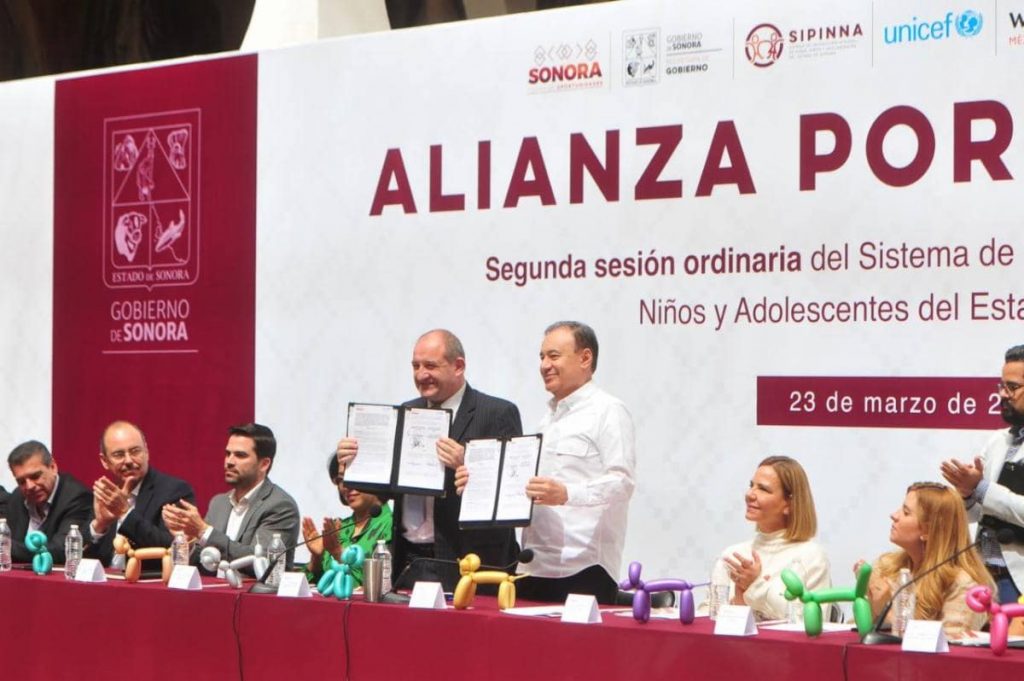 SONORA
OPORTUNIDADES
GOBIERNO
DE SONORA
GOBIERNO
SIPINNA
unicef
ALIANZA POR
Segunda sesión ordinaria del Sistema de
Niños y Adolescentes del Esta
23 de marzo de 2
ESTADO DE SONORA
GOBIERNO
DE SONORA